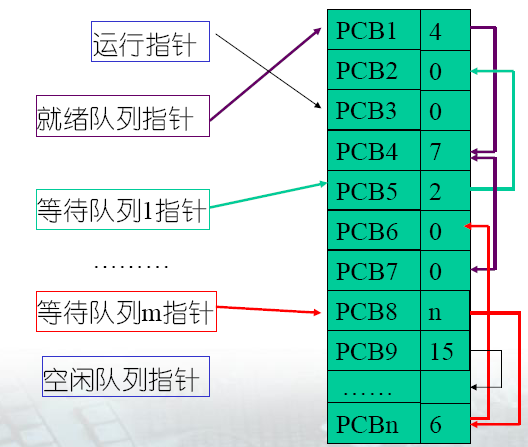 运行指针
就绪队列指针
等待队列1指针
………
等待队列m指针
空闲队列指针
PCB1 4
PCB2 0
PCB3 0
PCB4 7
PCB5 2
PCB6 0
PCB7 0
PCB8 n
PCB9 15
……
PCBn 6